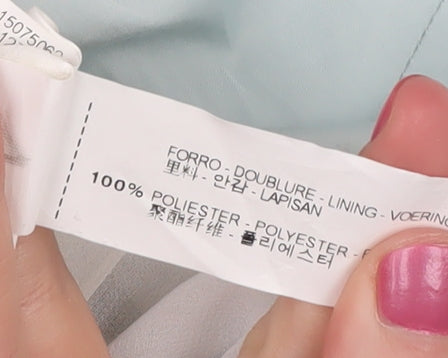 FORRO - DOUBLURE - LINING - VOERING
里料 - 안감 - LAPISAN
100% POLIESTER - POLYESTER -
聚酯纤维 - 폴리에스터